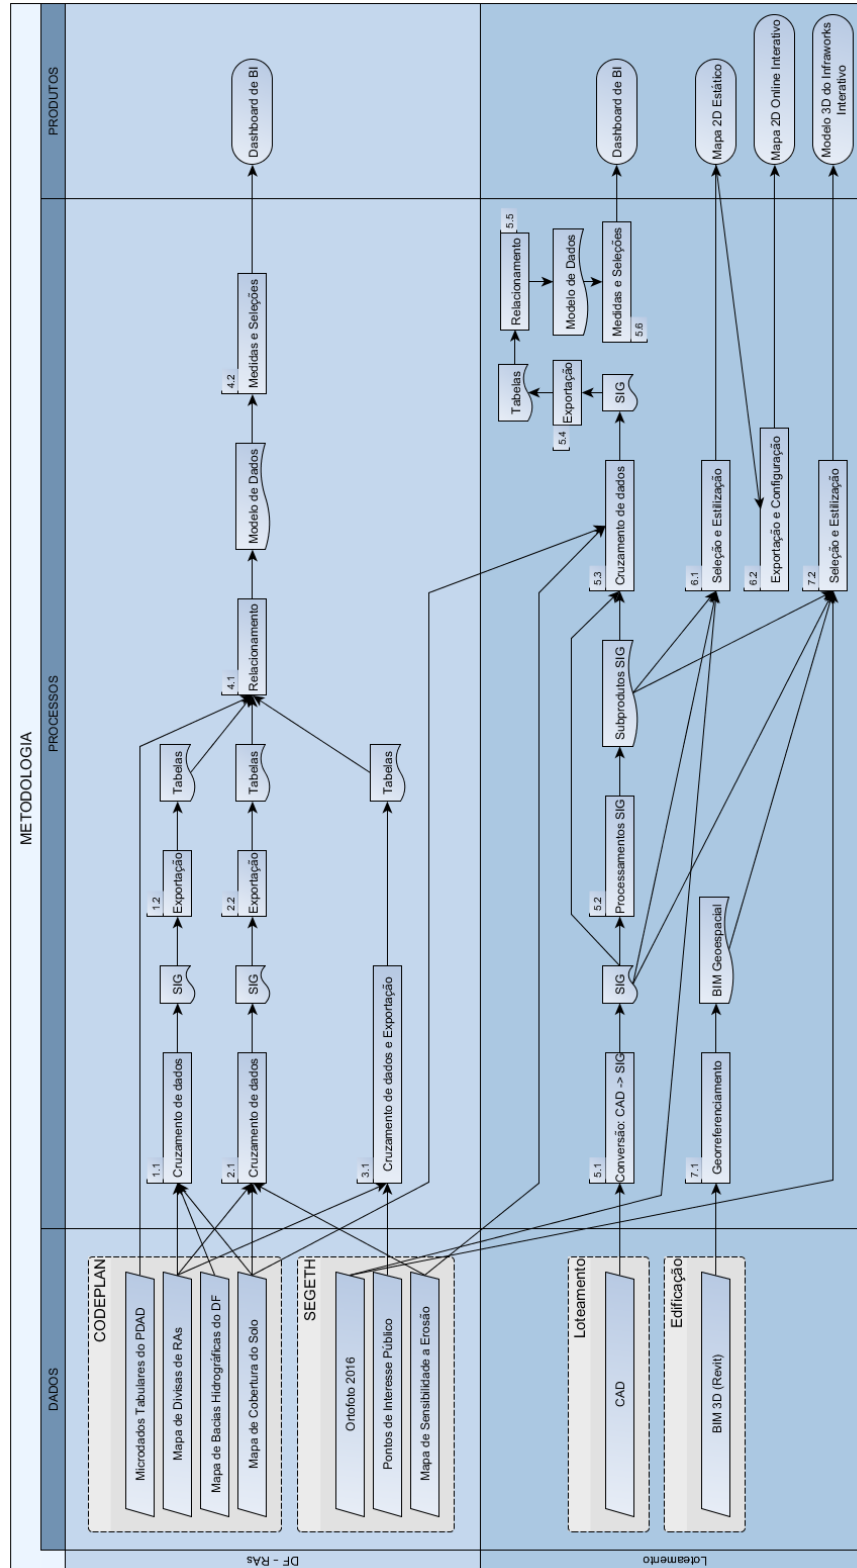 METODOLOGIA
DADOS
PROCESSOS
PRODUTOS
DF - RAs
CODEPLAN
Microdados Tabulares do PDAD
Mapa de Divisas de RAs
Mapa de Bacias Hidrográficas do DF
Mapa de Cobertura do Solo
SEGETH
Ortofoto 2016
Pontos de Interesse Público
Mapa de Sensibilidade a Erosão
1.1
Cruzamento de dados
SIG
1.2
Exportação
Tabelas
2.1
Cruzamento de dados
SIG
2.2
Exportação
Tabelas
3.1
Cruzamento de dados e Exportação
Tabelas
4.1
Relacionamento
Modelo de Dados
4.2
Medidas e Seleções
Dashboard de BI
Loteamento
Loteamento
CAD
Edificação
BIM 3D (Revit)
5.1
Conversão: CAD -> SIG
SIG
5.2
Processamentos SIG
Subprodutos SIG
5.3
Cruzamento de dados
SIG
5.4
Exportação
Tabelas
5.5
Relacionamento
Modelo de Dados
5.6
Medidas e Seleções
Dashboard de BI
6.1
Seleção e Estilização
Mapa 2D Estático
6.2
Exportação e Configuração
Mapa 2D Online Interativo
7.1
Georreferenciamento
BIM Geoespacial
7.2
Seleção e Estilização
Modelo 3D do Infraworks
Interativo